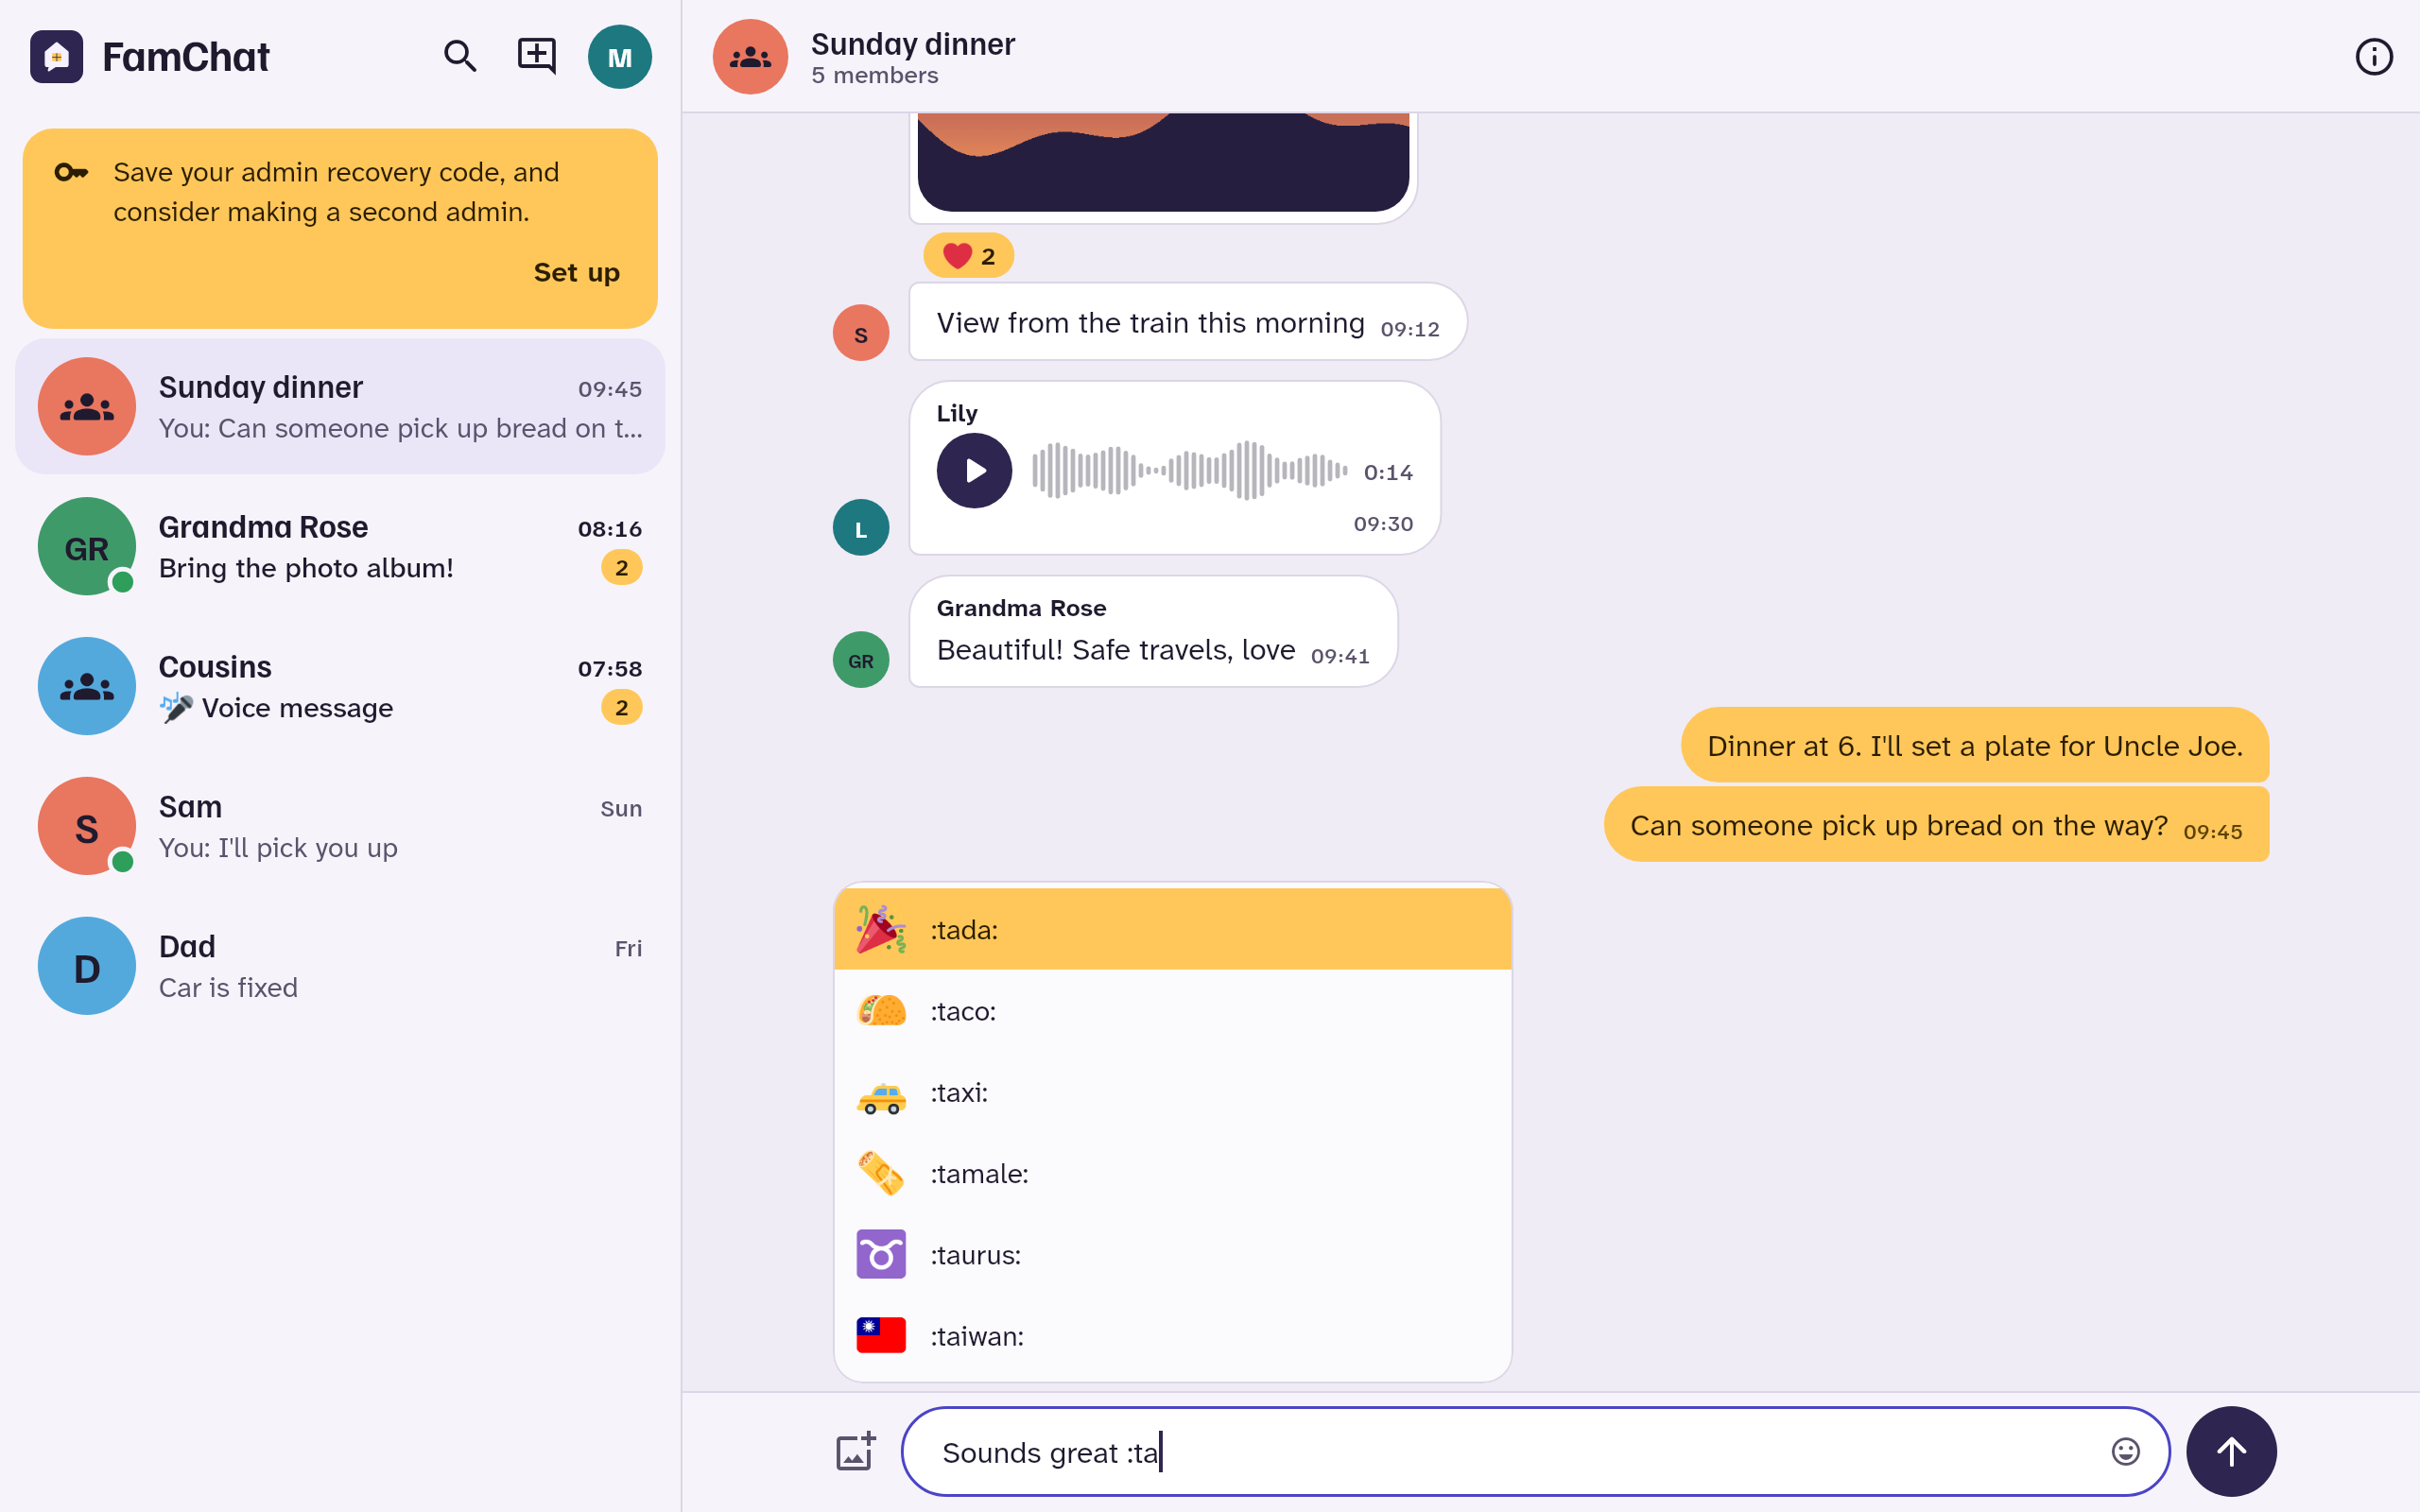 FamChat
M
Save your admin recovery code, and
consider making a second admin.
Set up
Sunday dinner 09:45
You: Can someone pick up bread on t...
GR
Grandma Rose 08:16
Bring the photo album! 2
Cousins 07:58
🎤 Voice message 2
S
Sam Sun
You: I'll pick you up
D
Dad Fri
Car is fixed
Sunday dinner
5 members
❤️ 2
S
View from the train this morning 09:12
Lily
0:14
09:30
L
Grandma Rose
Beautiful! Safe travels, love 09:41
GR
Dinner at 6. I'll set a plate for Uncle Joe.
Can someone pick up bread on the way? 09:45
:tada:
:taco:
:taxi:
:tamale:
:taurus:
:taiwan:
Sounds great :ta